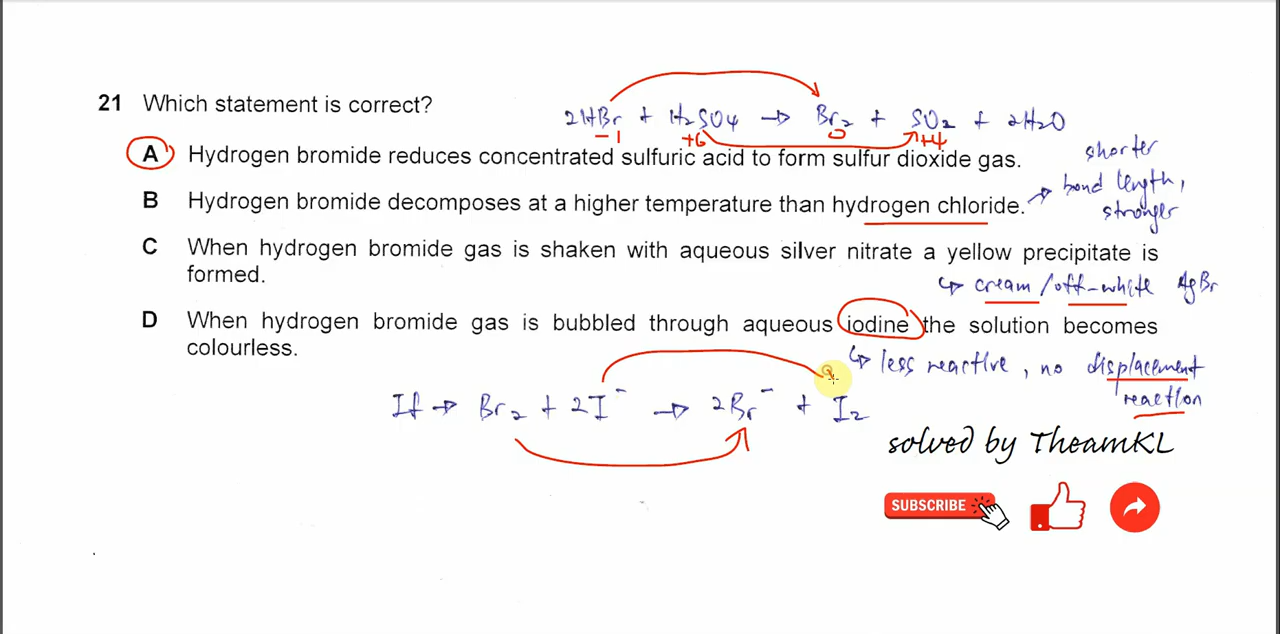 21 Which statement is correct?
2HBr + H₂SO₄ → Br₂ + SO₂ + 2H₂O
-1 +6 0 +4
A Hydrogen bromide reduces concentrated sulfuric acid to form sulfur dioxide gas.
B Hydrogen bromide decomposes at a higher temperature than hydrogen chloride.
→ shorter
bond length,
stronger
C When hydrogen bromide gas is shaken with aqueous silver nitrate a yellow precipitate is
formed.
↳ cream / off-white AgBr
D When hydrogen bromide gas is bubbled through aqueous iodine the solution becomes
colourless.
↳ less reactive, no displacement
reaction
If → Br₂ + 2I⁻ → 2Br⁻ + I₂
solved by TheamKL
SUBSCRIBE